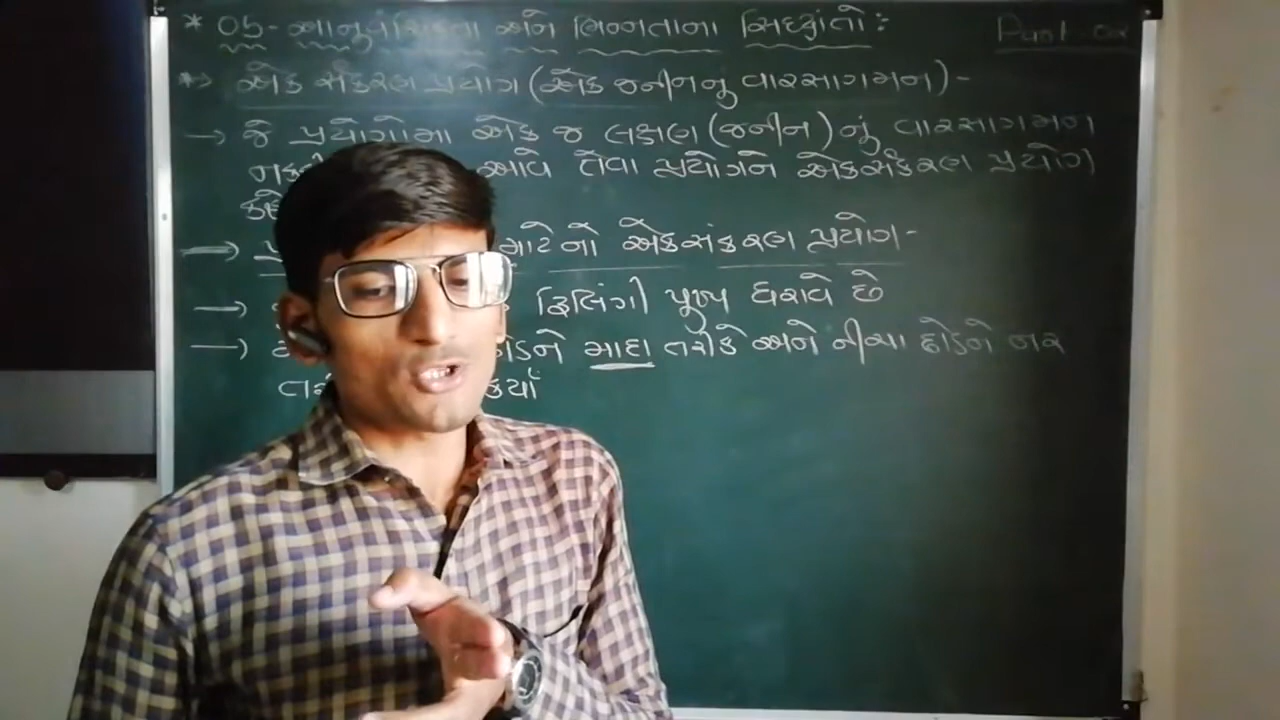 * 05- આનુવંશિકતા અને ભિન્નતાના સિદ્ધાંતો : Part-02
*→ એક સંકરણ પ્રયોગ (એક જનીનનુ વારસાગમન) -
→ જે પ્રયોગોમા એક જ લક્ષણ (જનીન) નું વારસાગમન
આવે તેવા પ્રયોગને એકસંકરણ પ્રયોગ
→ માટેનો એકસંકરણ પ્રયોગ-
→ દ્વિલિંગી પુષ્પ ધરાવે છે
→ છોડને માદા તરીકે અને નીચા છોડને નર
કર્યા